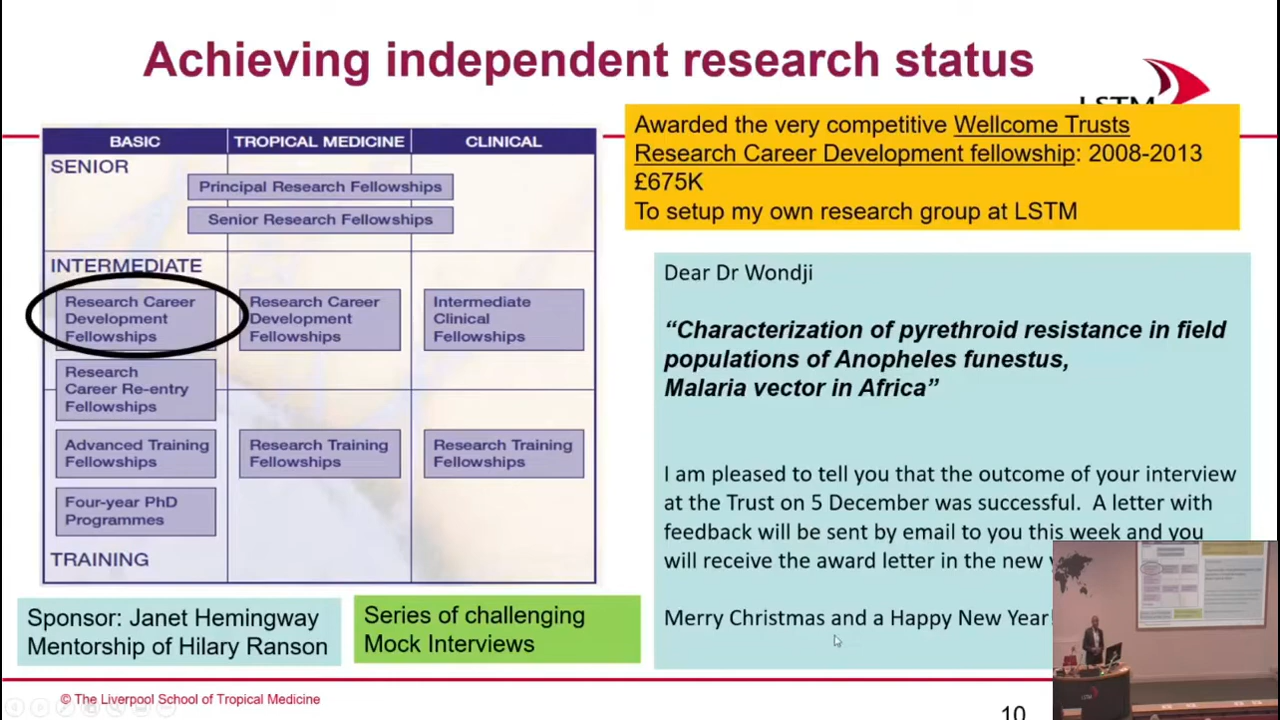 Achieving independent research status
LSTM
BASIC
TROPICAL MEDICINE
CLINICAL
SENIOR
Principal Research Fellowships
Senior Research Fellowships
INTERMEDIATE
Research Career
Development
Fellowships
Research Career
Development
Fellowships
Intermediate
Clinical
Fellowships
Research
Career Re-entry
Fellowships
Advanced Training
Fellowships
Research Training
Fellowships
Research Training
Fellowships
Four-year PhD
Programmes
TRAINING
Sponsor: Janet Hemingway
Mentorship of Hilary Ranson
Series of challenging
Mock Interviews
Awarded the very competitive Wellcome Trusts
Research Career Development fellowship: 2008-2013
£675K
To setup my own research group at LSTM
Dear Dr Wondji
“Characterization of pyrethroid resistance in field
populations of Anopheles funestus,
Malaria vector in Africa”
I am pleased to tell you that the outcome of your interview
at the Trust on 5 December was successful. A letter with
feedback will be sent by email to you this week and you
will receive the award letter in the new
Merry Christmas and a Happy New Year!
© The Liverpool School of Tropical Medicine
10